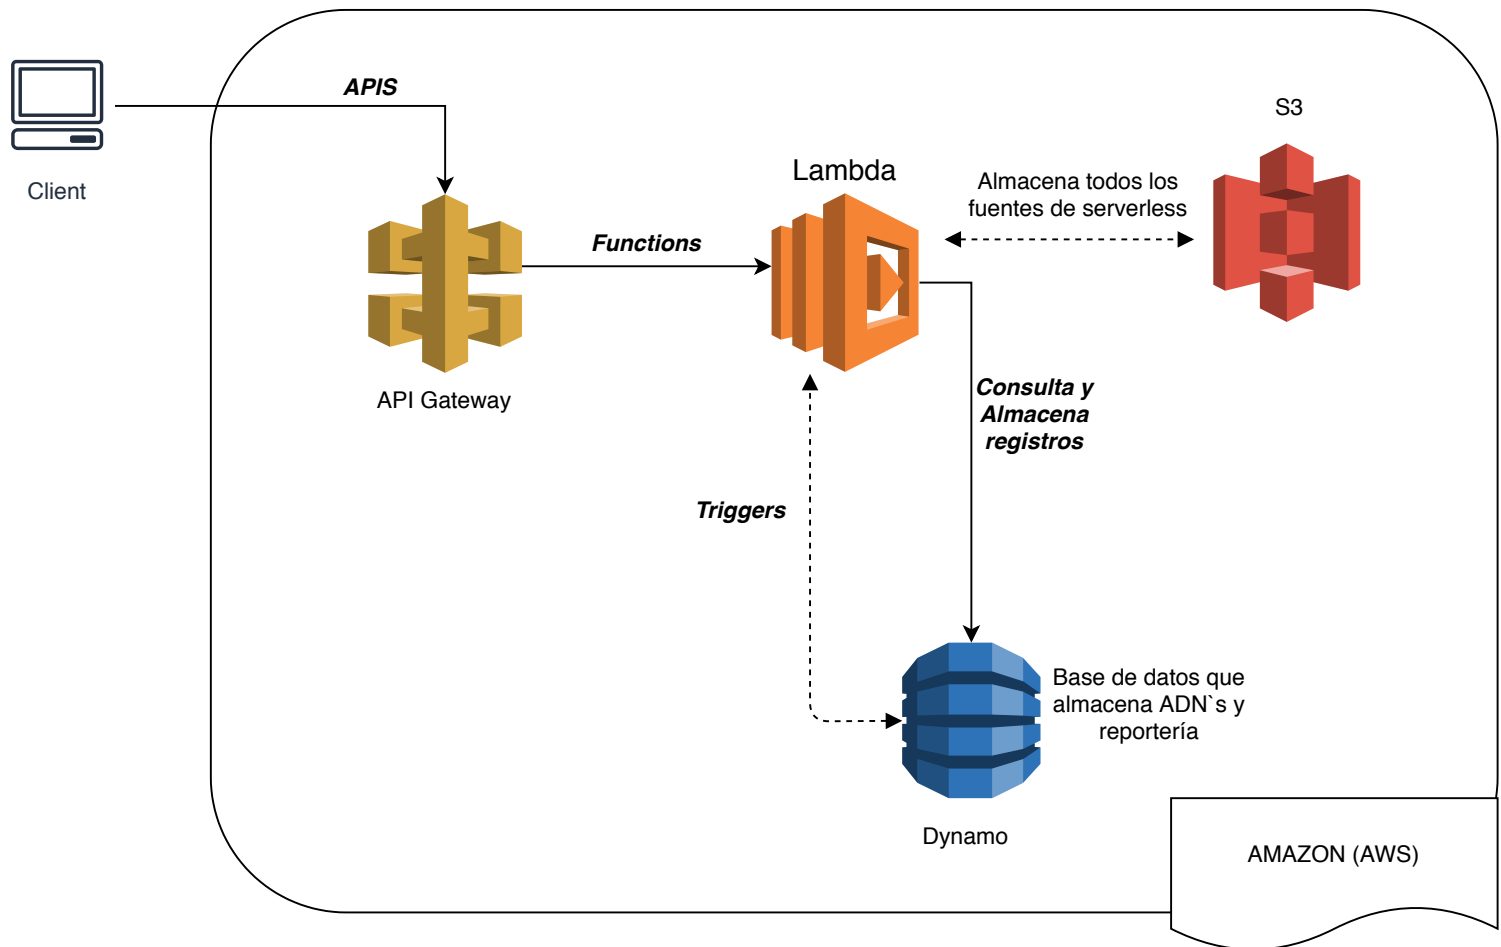 APIS
S3
Client
Lambda
Almacena todos los
fuentes de serverless
Functions
API Gateway
Consulta y
Almacena
registros
Triggers
Base de datos que
almacena ADN`s y
reportería
Dynamo
AMAZON (AWS)